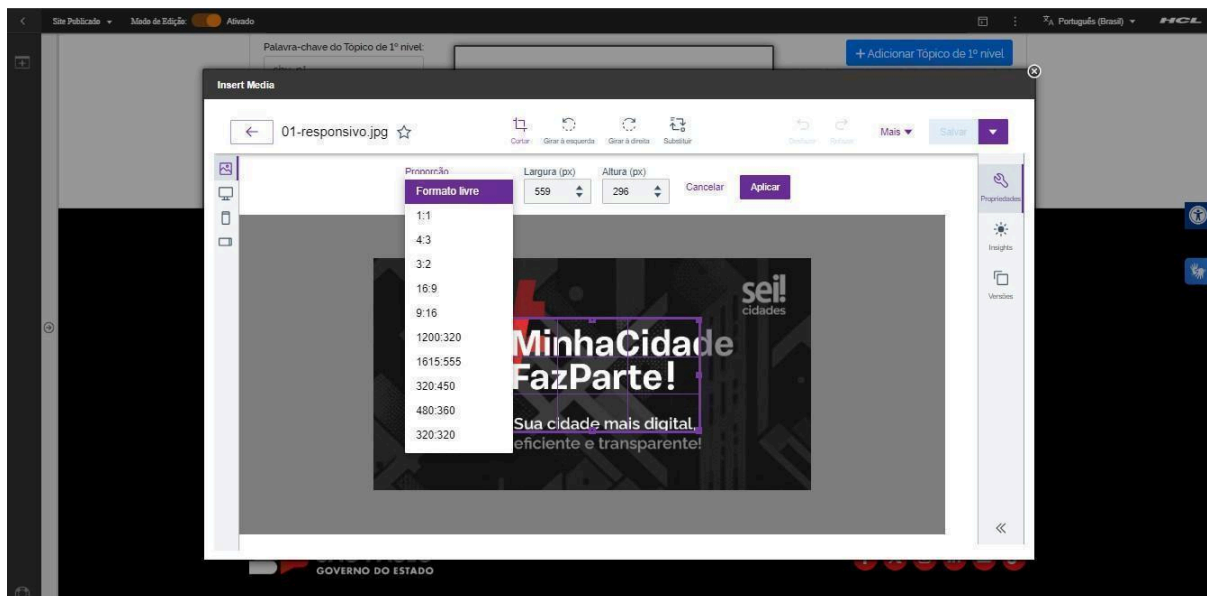 Site Publicado
Modo de Edição:
Ativado
Português (Brasil)
HCL
Palavra-chave do Tópico de 1º nível:
+ Adicionar Tópico de 1º nível
Insert Media
01-responsivo.jpg
Cortar
Girar à esquerda
Girar à direita
Substituir
Desfazer
Refazer
Mais
Salvar
Proporção
Largura (px)
Altura (px)
Formato livre
559
296
Cancelar
Aplicar
1:1
4:3
3:2
16:9
9:16
1200:320
1615:555
320:450
480:360
320:320
Propriedades
Insights
Versões
sei!
cidades
MinhaCidade
FazParte!
Sua cidade mais digital,
eficiente e transparente!
GOVERNO DO ESTADO